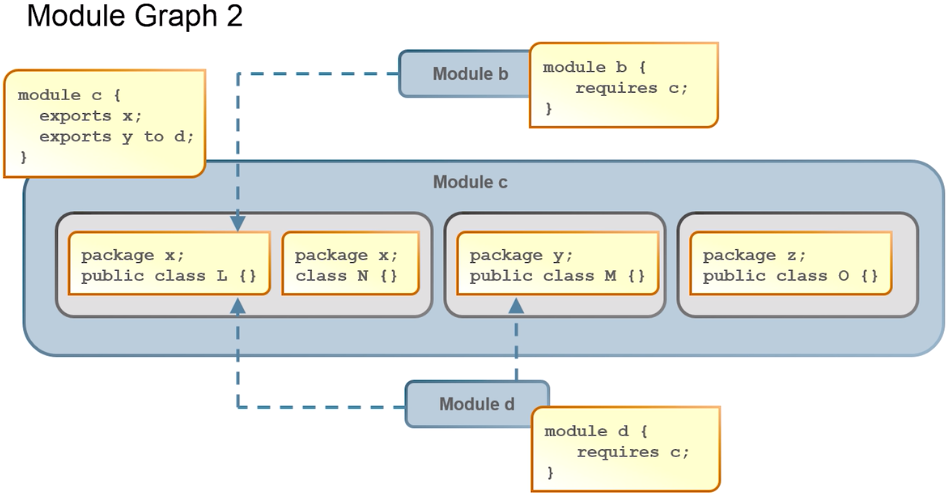 Module Graph 2
Module b
module b {
requires c;
}
module c {
exports x;
exports y to d;
}
Module c
package x;
public class L {}
package x;
class N {}
package y;
public class M {}
package z;
public class O {}
Module d
module d {
requires c;
}